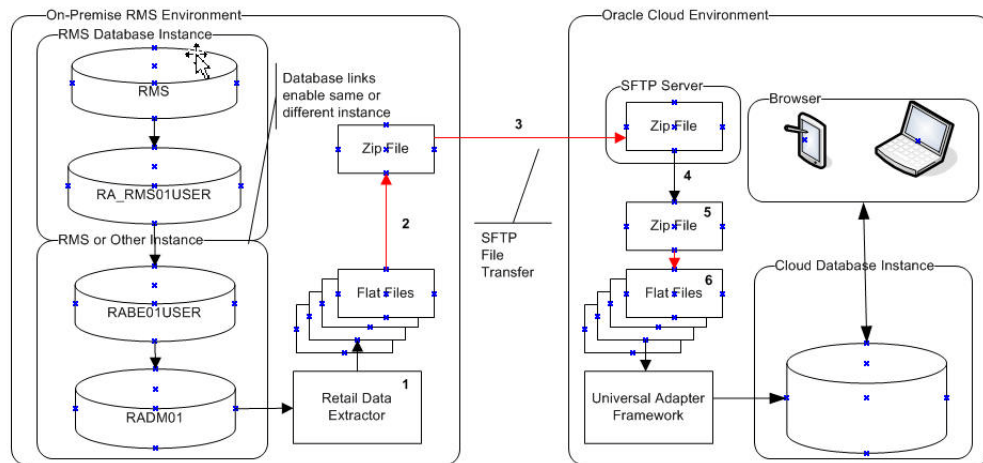 On-Premise RMS Environment
RMS Database Instance
RMS
RA_RMS01USER
RMS or Other Instance
RABE01USER
RADM01
Database links
enable same or
different instance
Zip File
2
Flat Files
1
Retail Data
Extractor
3
SFTP
File
Transfer
Oracle Cloud Environment
SFTP Server
Zip File
4
5
Zip File
6
Flat Files
Universal Adapter
Framework
Browser
Cloud Database Instance